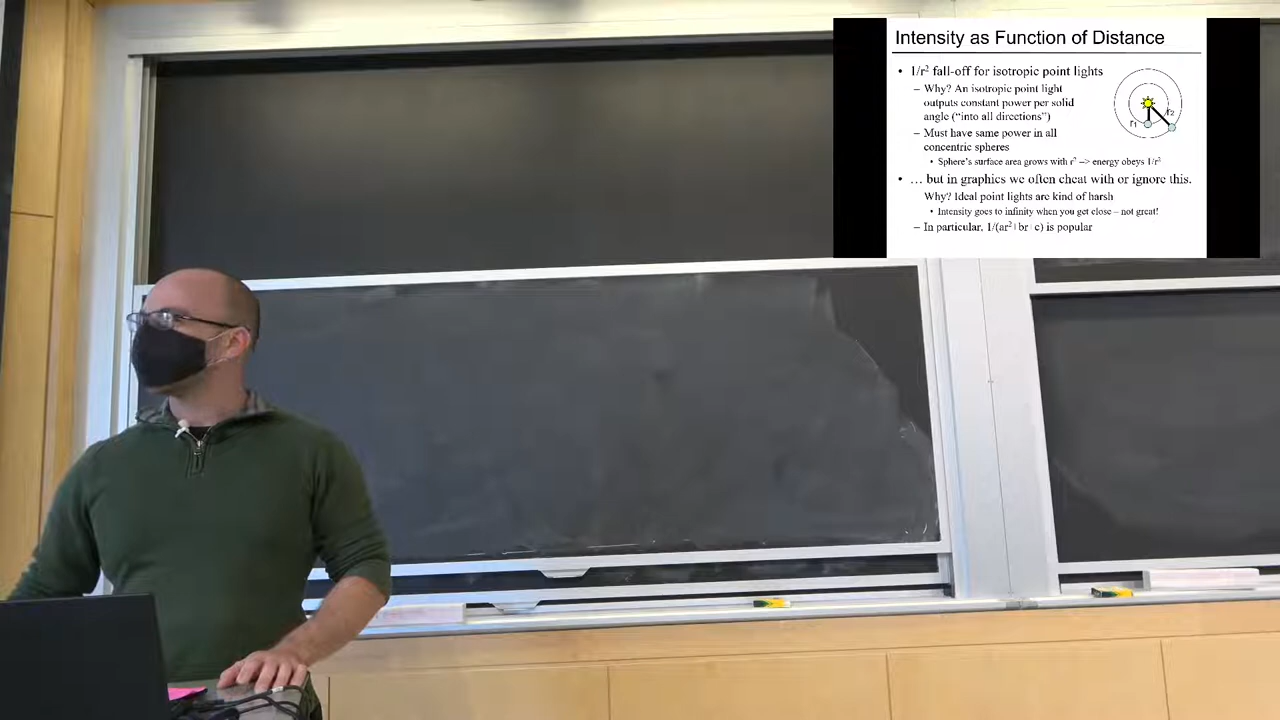 Intensity as Function of Distance
• 1/r² fall-off for isotropic point lights
– Why? An isotropic point light
outputs constant power per solid
angle (“into all directions”)
– Must have same power in all
concentric spheres
• Sphere's surface area grows with r² –> energy obeys 1/r²
• … but in graphics we often cheat with or ignore this.
Why? Ideal point lights are kind of harsh
• Intensity goes to infinity when you get close – not great!
– In particular, 1/(ar²+br+c) is popular
r₁
r₂